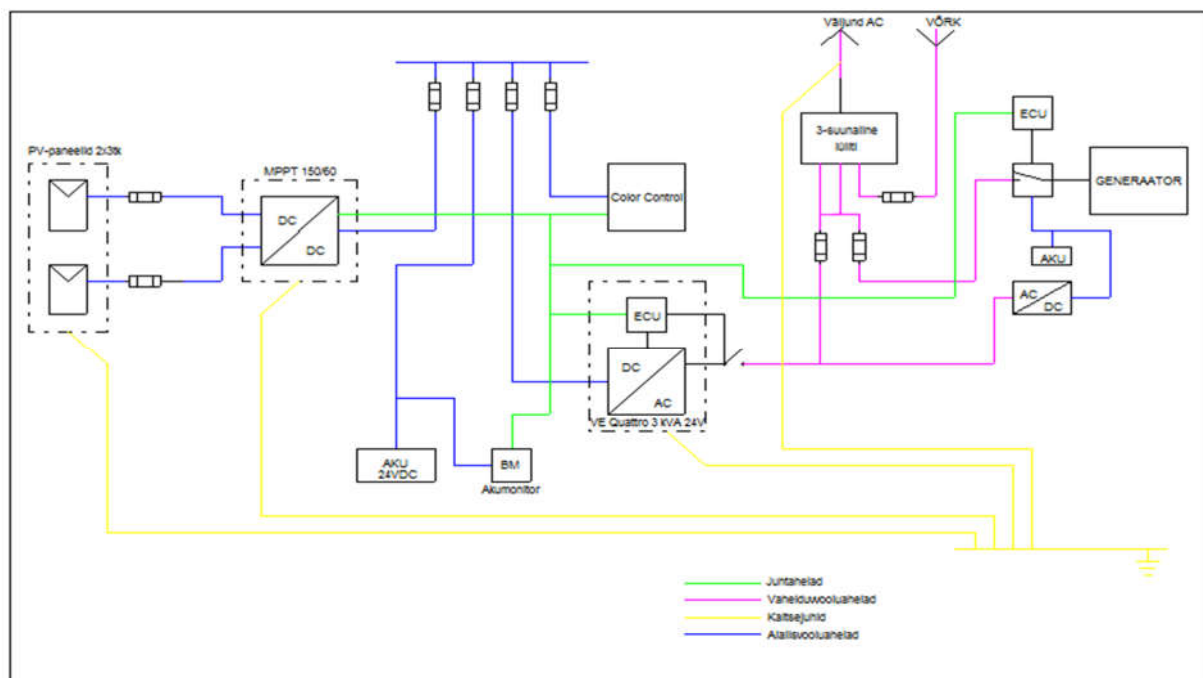 Väljund AC
VÕRK
PV-paneelid 2x3tk
MPPT 150/60
DC
DC
Color Control
3-suunaline
lüliti
ECU
GENERAATOR
AKU
AC
DC
ECU
DC
AC
VE Quattro 3 kVA 24V
AKU
24VDC
BM
Akumonitor
Juhtahelad
Vahelduvvooluahelad
Kaitsejuhid
Alalisvooluahelad